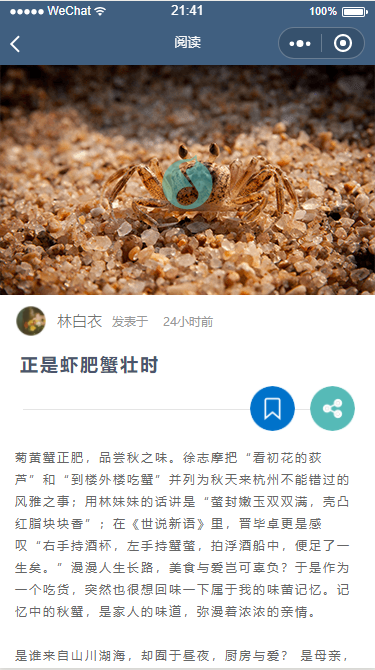 WeChat
21:41
100%
阅读
林白衣 发表于 24小时前
正是虾肥蟹壮时
菊黄蟹正肥，品尝秋之味。徐志摩把“看初花的荻
芦”和“到楼外楼吃蟹”并列为秋天来杭州不能错过的
风雅之事；用林妹妹的话讲是“螯封嫩玉双双满，壳凸
红脂块块香”；在《世说新语》里，晋毕卓更是感
叹“右手持酒杯，左手持蟹螯，拍浮酒船中，便足了一
生矣。”漫漫人生长路，美食与爱岂可辜负？于是作为
一个吃货，突然也很想回味一下属于我的味蕾记忆。记
忆中的秋蟹，是家人的味道，弥漫着浓浓的亲情。
是谁来自山川湖海，却囿于昼夜，厨房与爱？ 是母亲，